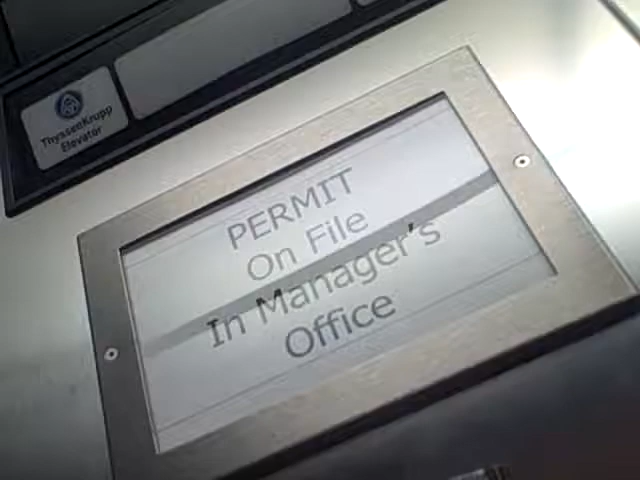 ThyssenKrupp
Elevator
PERMIT
On File
In Manager's
Office